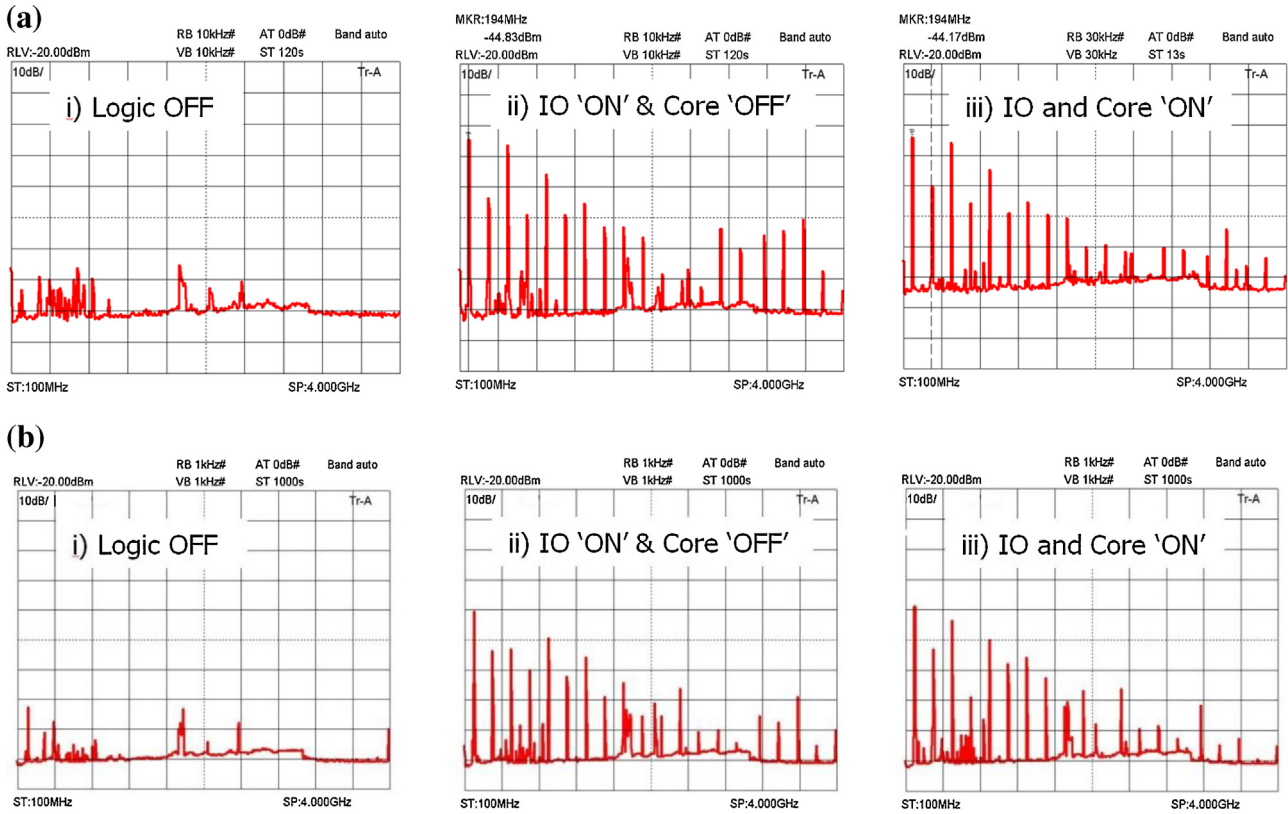 (a)
RB 10kHz# AT 0dB# Band auto
RLV:-20.00dBm VB 10kHz# ST 120s
10dB/ Tr-A
i) Logic OFF
ST:100MHz SP:4.000GHz
MKR:194MHz
-44.83dBm RB 10kHz# AT 0dB# Band auto
RLV:-20.00dBm VB 10kHz# ST 120s
10dB/ Tr-A
ii) IO ‘ON’ & Core ‘OFF’
ST:100MHz SP:4.000GHz
MKR:194MHz
-44.17dBm RB 30kHz# AT 0dB# Band auto
RLV:-20.00dBm VB 30kHz ST 13s
10dB/ Tr-A
iii) IO and Core ‘ON’
ST:100MHz SP:4.000GHz
(b)
RB 1kHz# AT 0dB# Band auto
RLV:-20.00dBm VB 1kHz# ST 1000s
10dB/ Tr-A
i) Logic OFF
ST:100MHz SP:4.000GHz
RB 1kHz# AT 0dB# Band auto
RLV:-20.00dBm VB 1kHz# ST 1000s
10dB/ Tr-A
ii) IO ‘ON’ & Core ‘OFF’
ST:100MHz SP:4.000GHz
RB 1kHz# AT 0dB# Band auto
RLV:-20.00dBm VB 1kHz# ST 1000s
10dB/ Tr-A
iii) IO and Core ‘ON’
ST:100MHz SP:4.000GHz